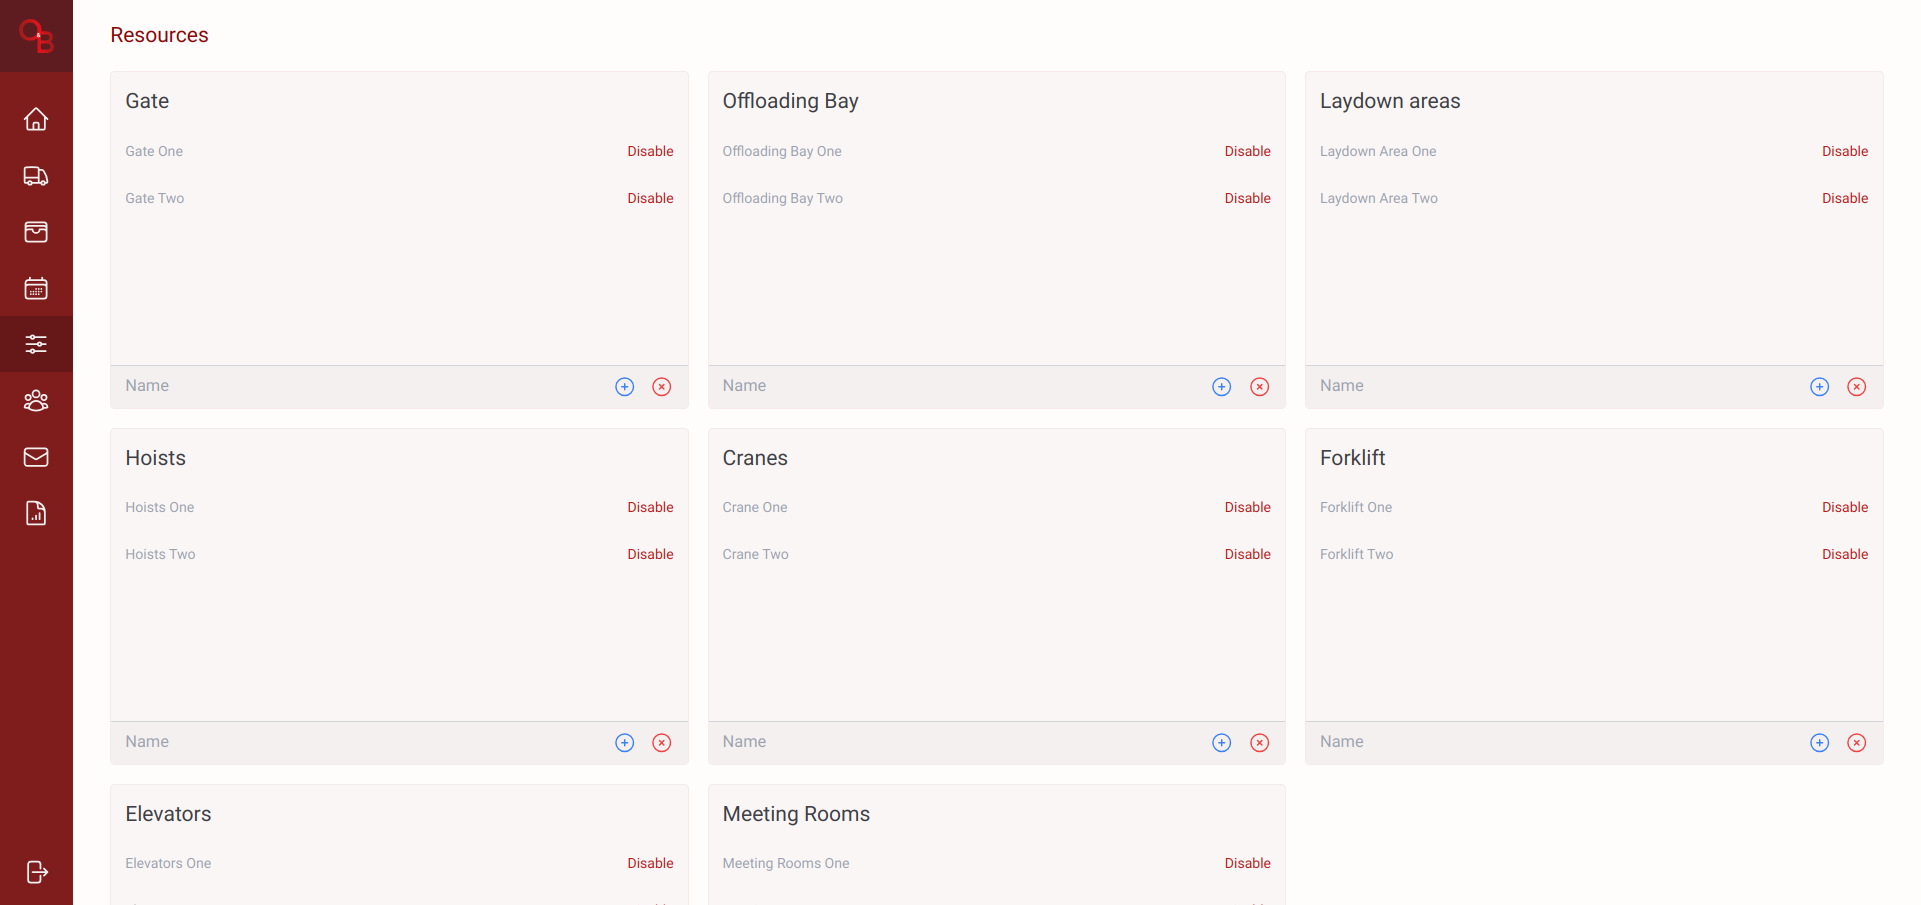 O&B
Resources
Gate
Gate One Disable
Gate Two Disable
Name
Offloading Bay
Offloading Bay One Disable
Offloading Bay Two Disable
Name
Laydown areas
Laydown Area One Disable
Laydown Area Two Disable
Name
Hoists
Hoists One Disable
Hoists Two Disable
Name
Cranes
Crane One Disable
Crane Two Disable
Name
Forklift
Forklift One Disable
Forklift Two Disable
Name
Elevators
Elevators One Disable
Meeting Rooms
Meeting Rooms One Disable